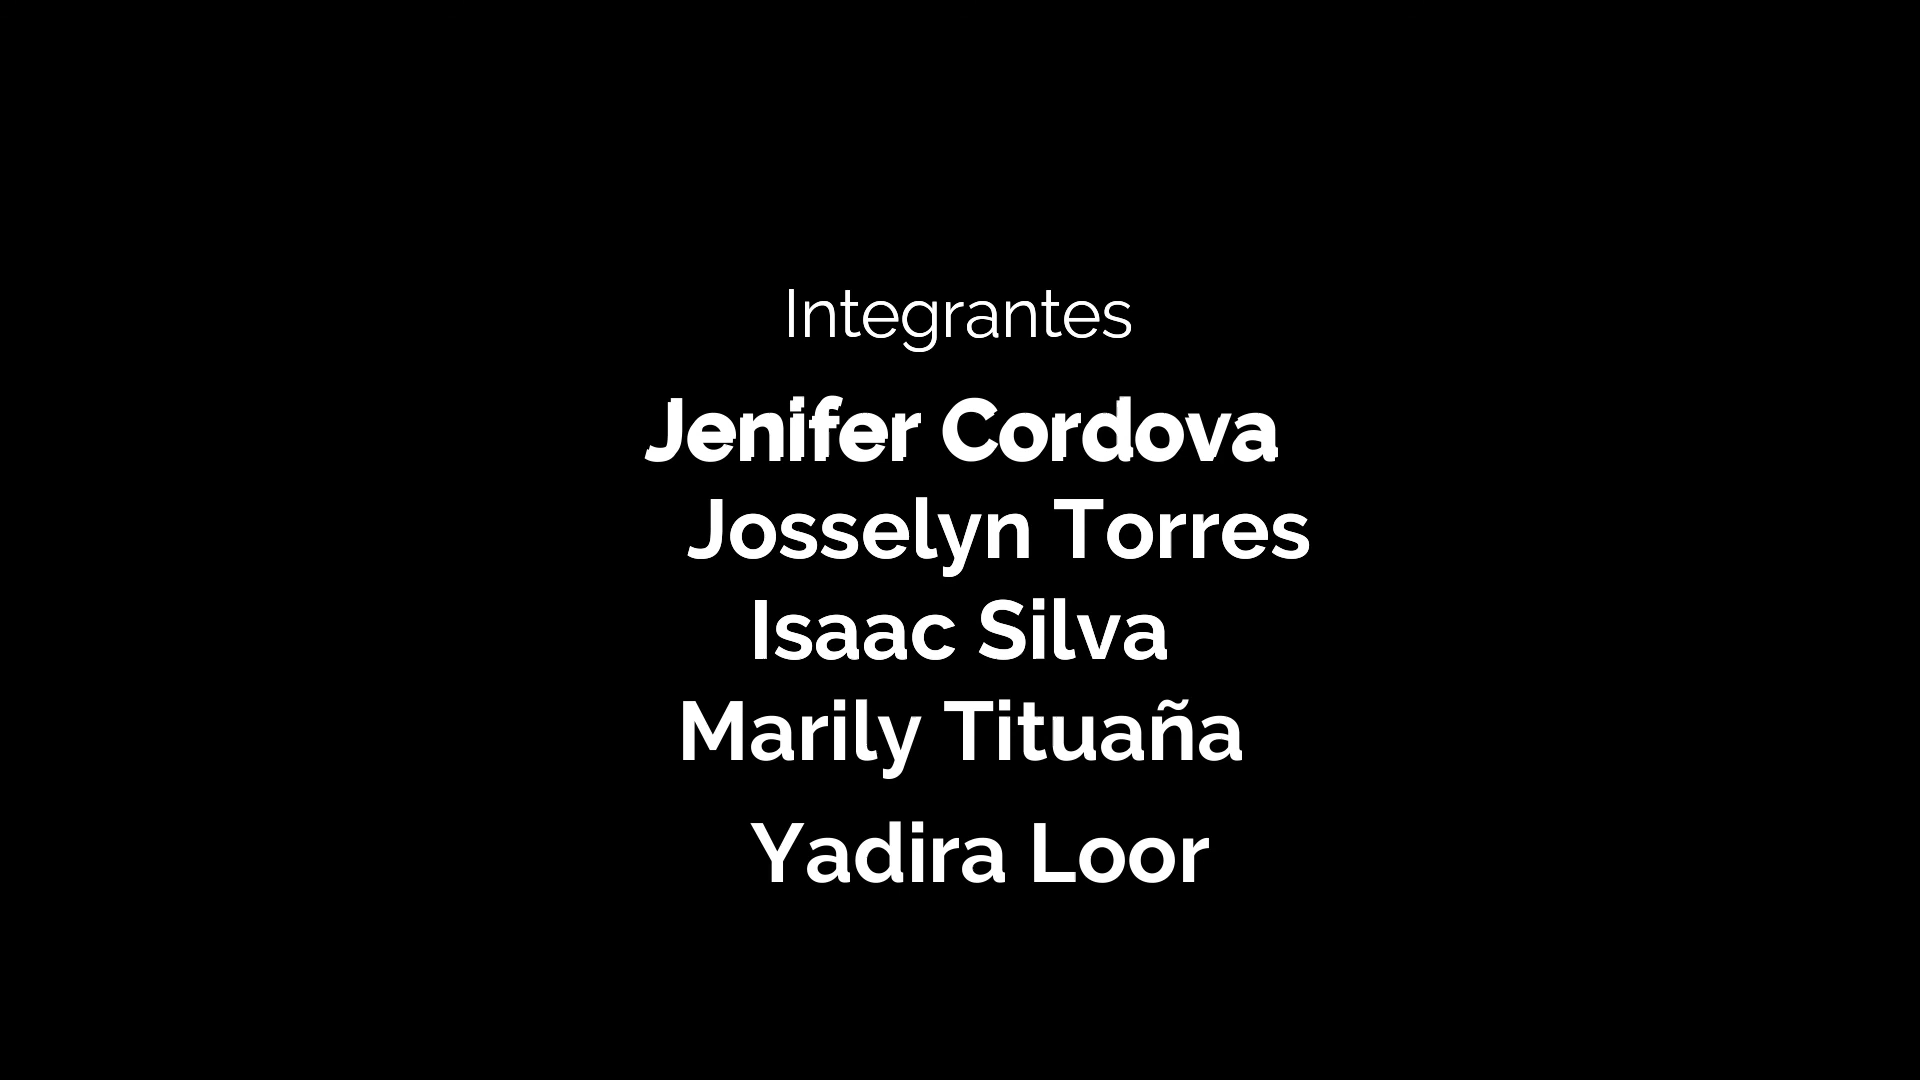 Integrantes
Jenifer Cordova
Josselyn Torres
Isaac Silva
Marily Tituaña
Yadira Loor